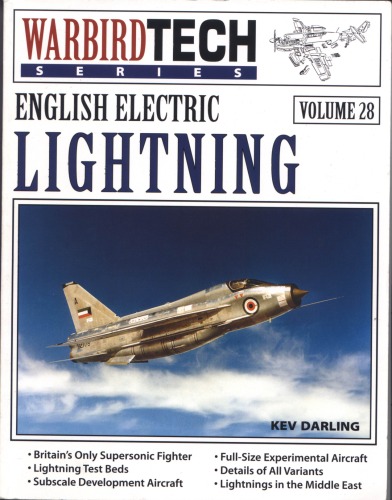 WARBIRDTECH
SERIES
ENGLISH ELECTRIC
VOLUME 28
LIGHTNING
KEV DARLING
• Britain's Only Supersonic Fighter
• Lightning Test Beds
• Subscale Development Aircraft
• Full-Size Experimental Aircraft
• Details of All Variants
• Lightnings in the Middle East